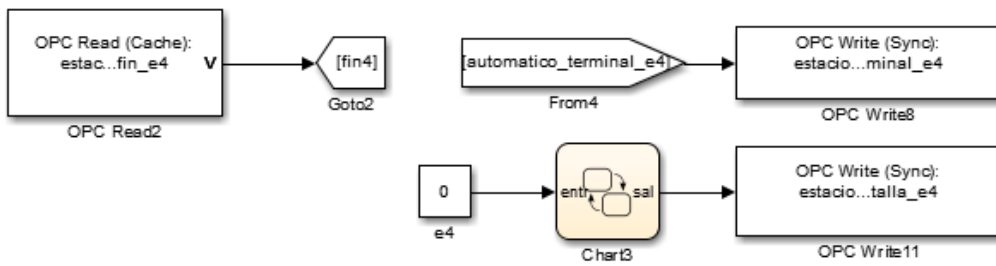 OPC Read (Cache):
estac...fin_e4
V
OPC Read2
[fin4]
Goto2
[automatico_terminal_e4]
From4
OPC Write (Sync):
estacio...minal_e4
OPC Write8
0
e4
entr
sal
Chart3
OPC Write (Sync):
estacio...talla_e4
OPC Write11